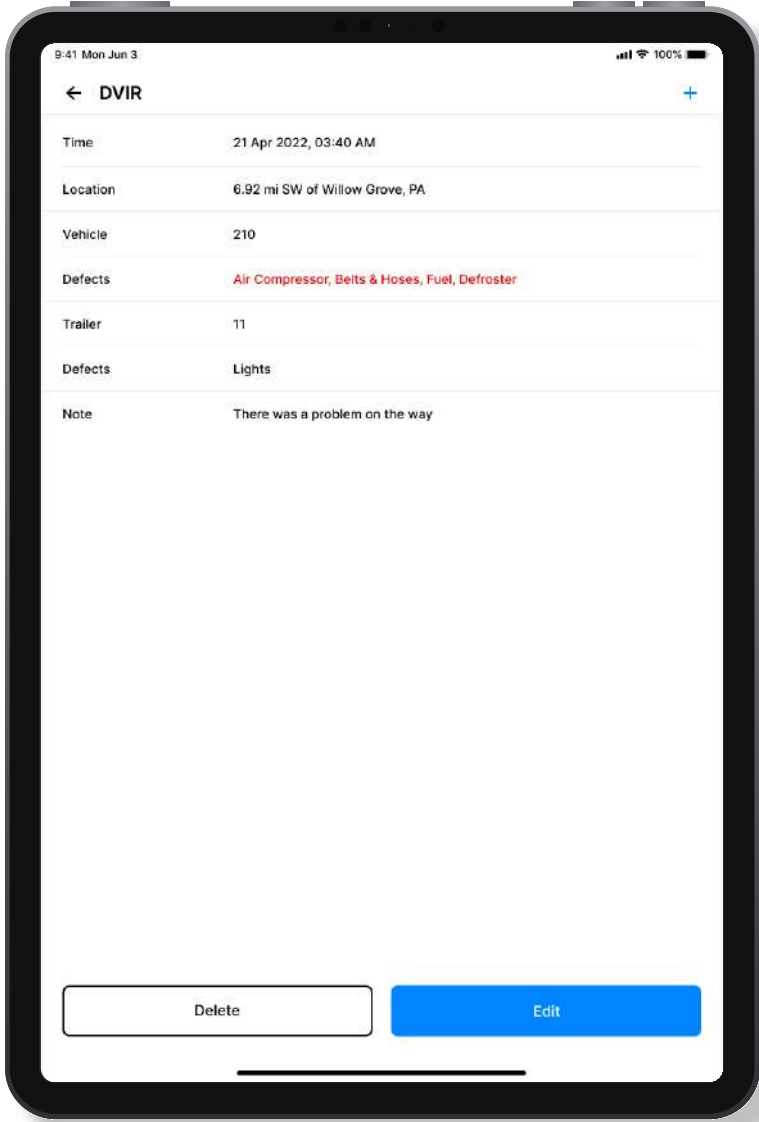 9:41 Mon Jun 3 100%
DVIR
Time 21 Apr 2022, 03:40 AM
Location 6.92 mi SW of Willow Grove, PA
Vehicle 210
Defects Air Compressor, Belts & Hoses, Fuel, Defroster
Trailer 11
Defects Lights
Note There was a problem on the way
Delete Edit